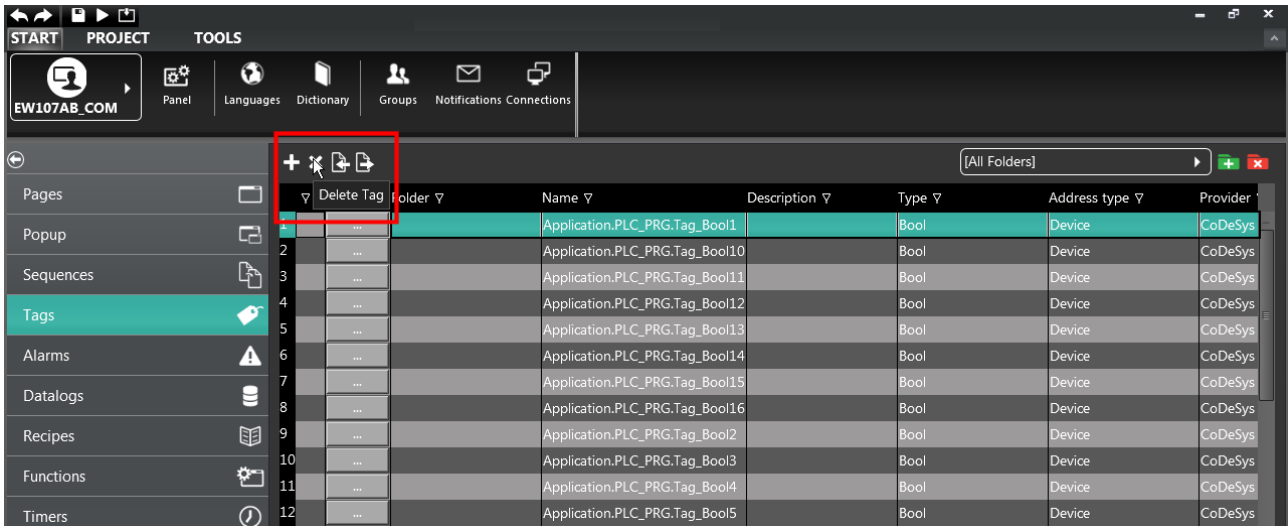 START PROJECT TOOLS
EW107AB_COM
Panel
Languages
Dictionary
Groups
Notifications
Connections
[All Folders]
Delete Tag
Folder Name Description Type Address type Provider
Pages
Popup
Sequences
Tags
Alarms
Datalogs
Recipes
Functions
Timers
1 ... Application.PLC_PRG.Tag_Bool1 Bool Device CoDeSys
2 ... Application.PLC_PRG.Tag_Bool10 Bool Device CoDeSys
3 ... Application.PLC_PRG.Tag_Bool11 Bool Device CoDeSys
4 ... Application.PLC_PRG.Tag_Bool12 Bool Device CoDeSys
5 ... Application.PLC_PRG.Tag_Bool13 Bool Device CoDeSys
6 ... Application.PLC_PRG.Tag_Bool14 Bool Device CoDeSys
7 ... Application.PLC_PRG.Tag_Bool15 Bool Device CoDeSys
8 ... Application.PLC_PRG.Tag_Bool16 Bool Device CoDeSys
9 ... Application.PLC_PRG.Tag_Bool2 Bool Device CoDeSys
10 ... Application.PLC_PRG.Tag_Bool3 Bool Device CoDeSys
11 ... Application.PLC_PRG.Tag_Bool4 Bool Device CoDeSys
12 ... Application.PLC_PRG.Tag_Bool5 Bool Device CoDeSys